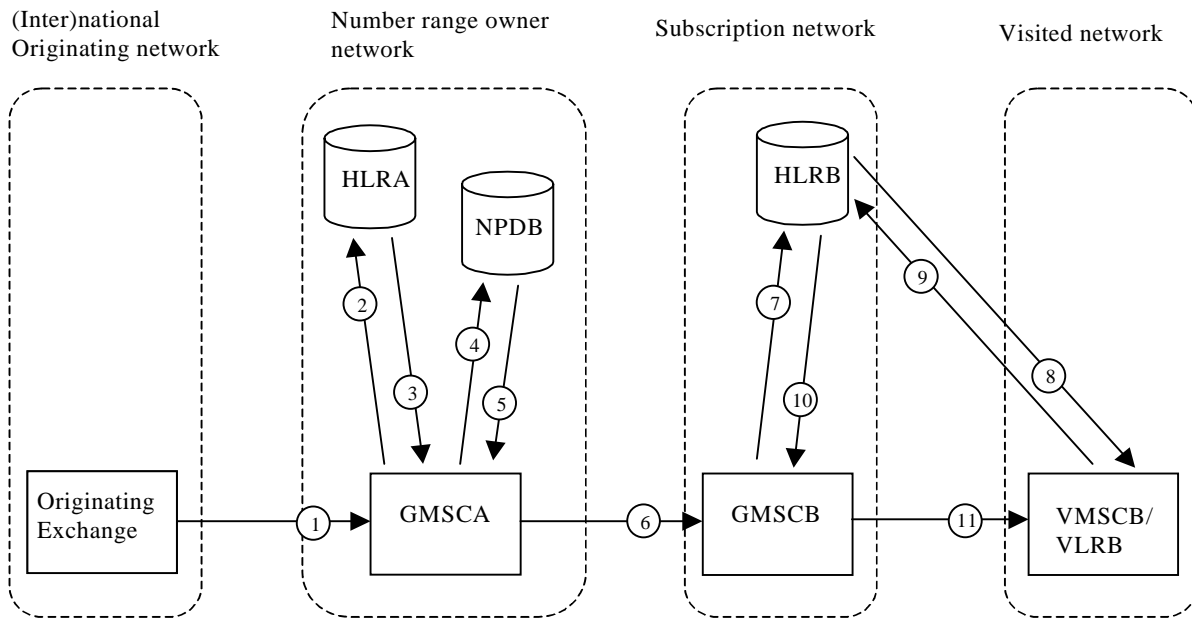 (Inter)national
Originating network
Number range owner
network
Subscription network
Visited network
HLRA
NPDB
HLRB
2
4
3
5
7
10
9
8
Originating
Exchange
1
GMSCA
6
GMSCB
11
VMSCB/
VLRB